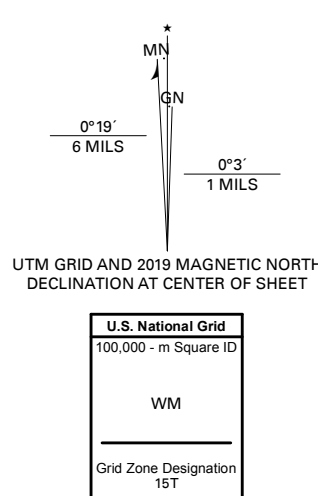 MN
GN
0°19´
6 MILS
0°3´
1 MILS
UTM GRID AND 2019 MAGNETIC NORTH
DECLINATION AT CENTER OF SHEET
U.S. National Grid
100,000 - m Square ID
WM
Grid Zone Designation
15T